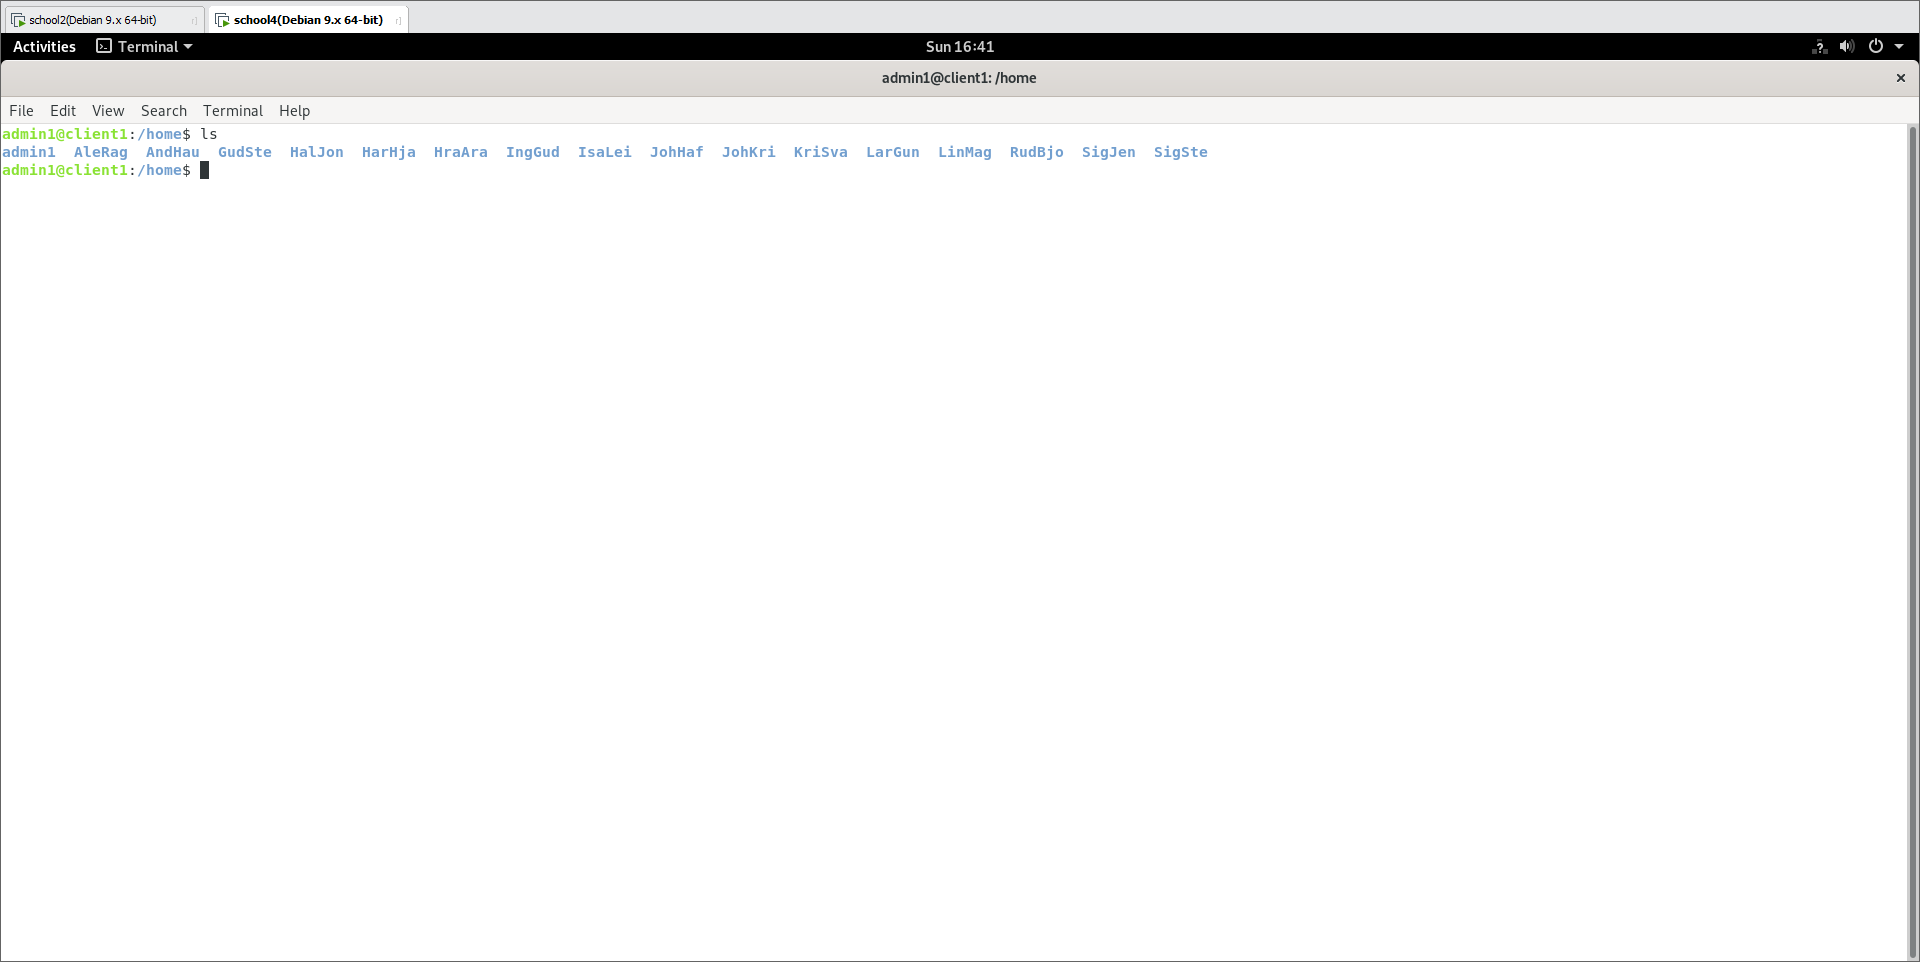 school2(Debian 9.x 64-bit) school4(Debian 9.x 64-bit)
Activities Terminal Sun 16:41
admin1@client1: /home
File Edit View Search Terminal Help
admin1@client1:/home$ ls
admin1 AleRag AndHau GudSte HalJon HarHja HraAra IngGud IsaLei JohHaf JohKri KriSva LarGun LinMag RudBjo SigJen SigSte
admin1@client1:/home$